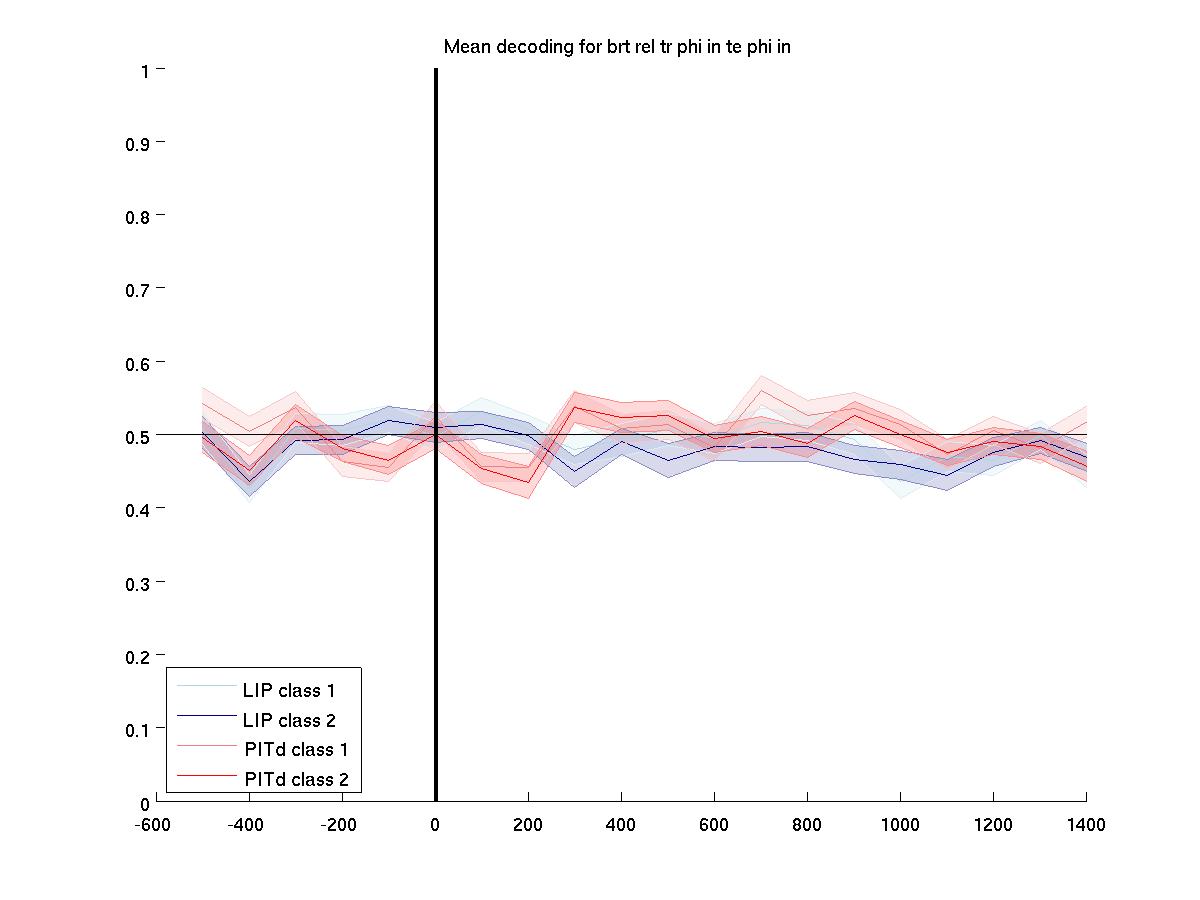 Mean decoding for brt rel tr phi in te phi in
1
0.9
0.8
0.7
0.6
0.5
0.4
0.3
0.2
0.1
0
LIP class 1
LIP class 2
PITd class 1
PITd class 2
-600 -400 -200 0 200 400 600 800 1000 1200 1400